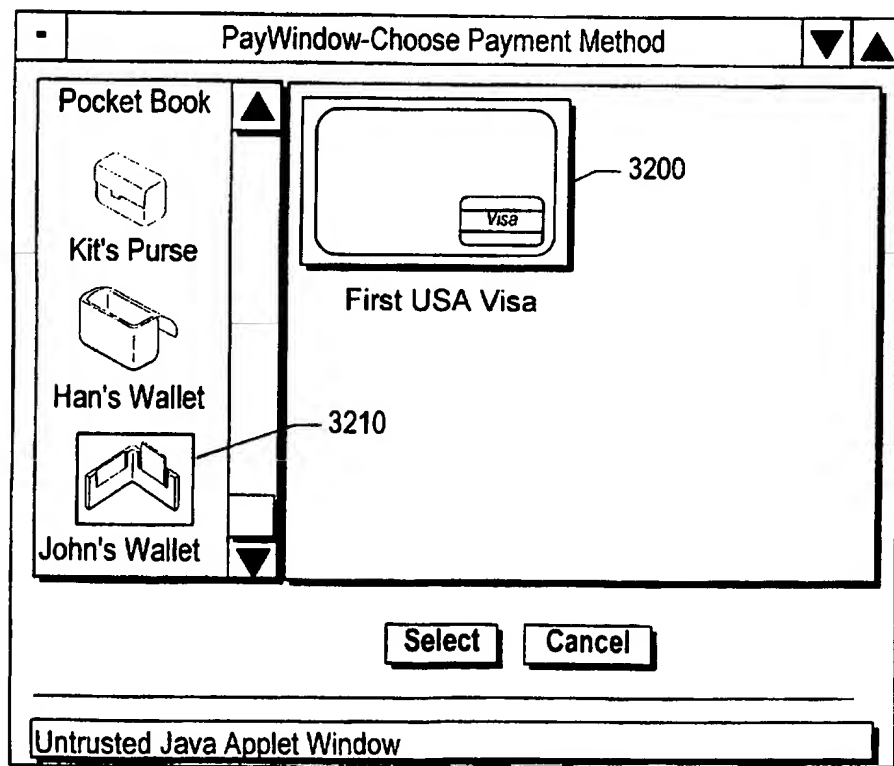 PayWindow-Choose Payment Method
Pocket Book
Kit's Purse
Han's Wallet
John's Wallet
Visa
3200
First USA Visa
3210
Select
Cancel
Untrusted Java Applet Window